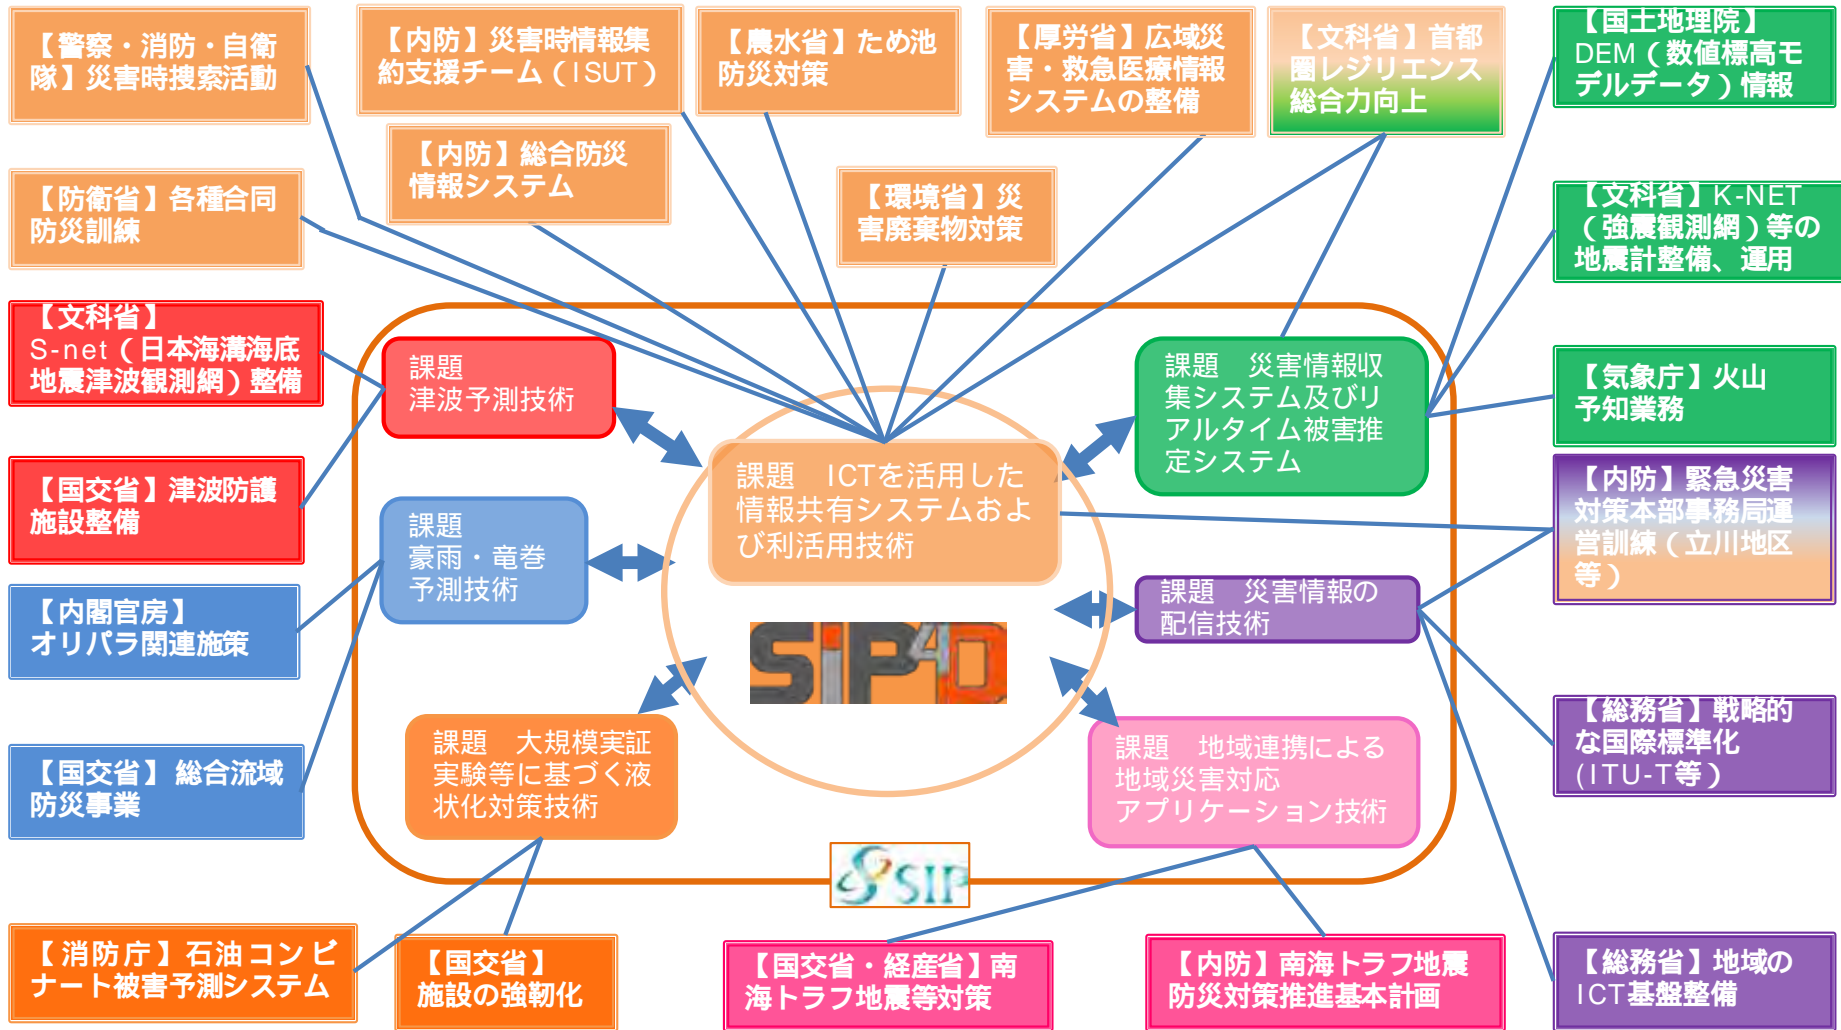 【警察・消防・自衛
隊】災害時捜索活動
【内防】災害時情報集
約支援チーム（ISUT）
【農水省】ため池
防災対策
【厚労省】広域災
害・救急医療情報
システムの整備
【文科省】首都
圏レジリエンス
総合力向上
【国土地理院】
DEM（数値標高モ
デルデータ）情報
【防衛省】各種合同
防災訓練
【内防】総合防災
情報システム
【環境省】災
害廃棄物対策
【文科省】K-NET
（強震観測網）等の
地震計整備、運用
【文科省】
S-net（日本海溝海底
地震津波観測網）整備
課題
津波予測技術
課題　災害情報収
集システム及びリ
アルタイム被害推
定システム
【気象庁】火山
予知業務
【国交省】津波防護
施設整備
課題
豪雨・竜巻
予測技術
課題　ICTを活用した
情報共有システムおよ
び利活用技術
【内防】緊急災害
対策本部事務局運
営訓練（立川地区
等）
【内閣官房】
オリパラ関連施策
課題　災害情報の
配信技術
SiP4D
【国交省】総合流域
防災事業
課題　大規模実証
実験等に基づく液
状化対策技術
課題　地域連携による
地域災害対応
アプリケーション技術
【総務省】戦略的
な国際標準化
(ITU-T等）
SIP
【消防庁】石油コンビ
ナート被害予測システム
【国交省】
施設の強靭化
【国交省・経産省】南
海トラフ地震等対策
【内防】南海トラフ地震
防災対策推進基本計画
【総務省】地域の
ICT基盤整備